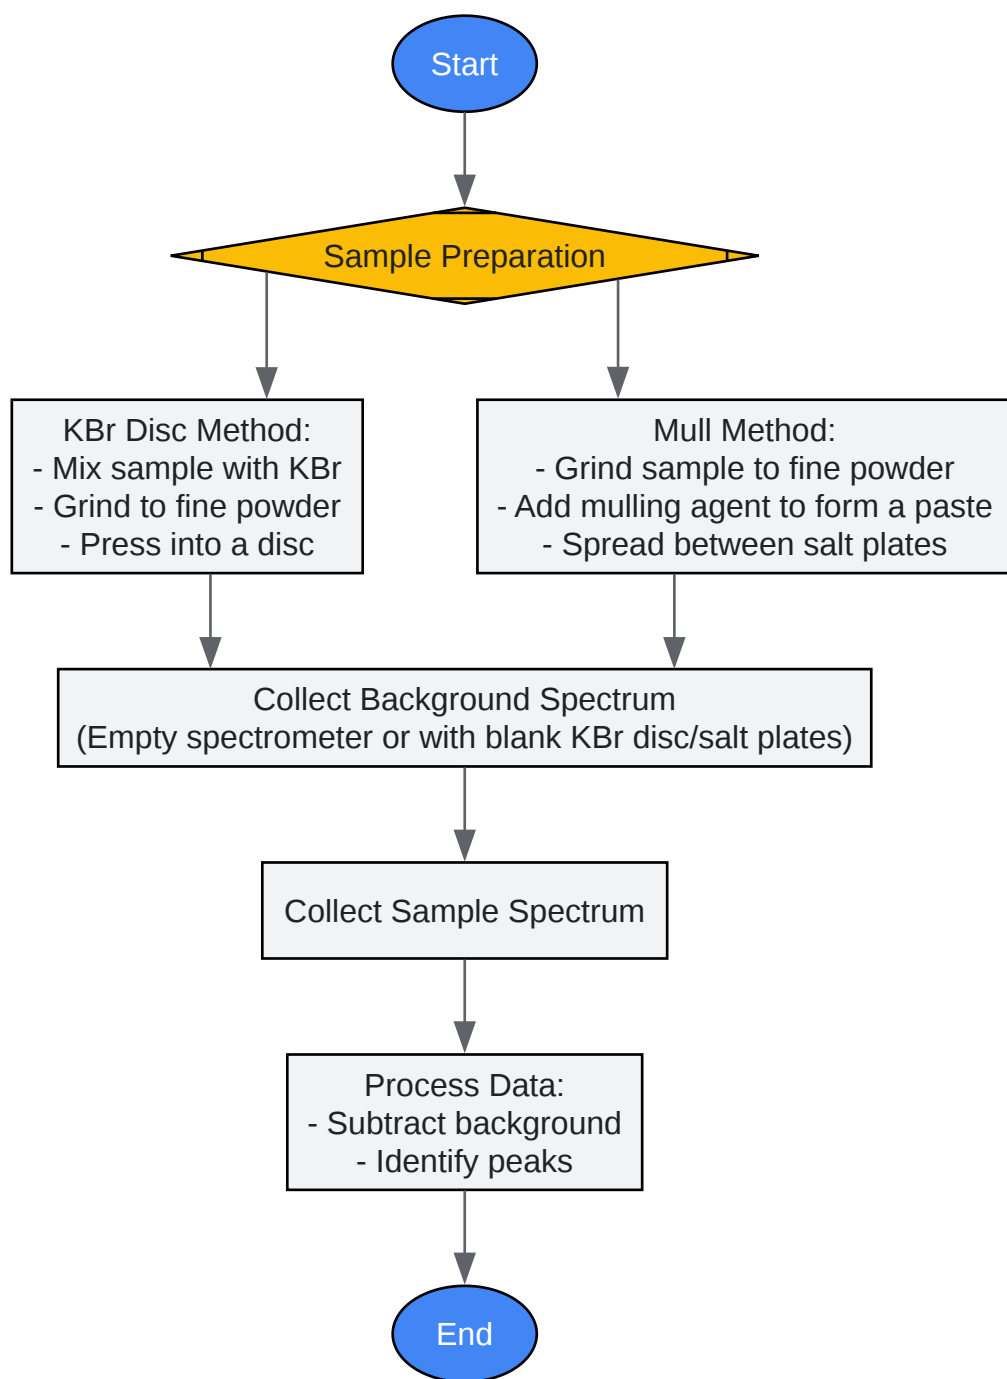 Start
Sample Preparation
KBr Disc Method:
- Mix sample with KBr
- Grind to fine powder
- Press into a disc
Mull Method:
- Grind sample to fine powder
- Add mulling agent to form a paste
- Spread between salt plates
Collect Background Spectrum
(Empty spectrometer or with blank KBr disc/salt plates)
Collect Sample Spectrum
Process Data:
- Subtract background
- Identify peaks
End